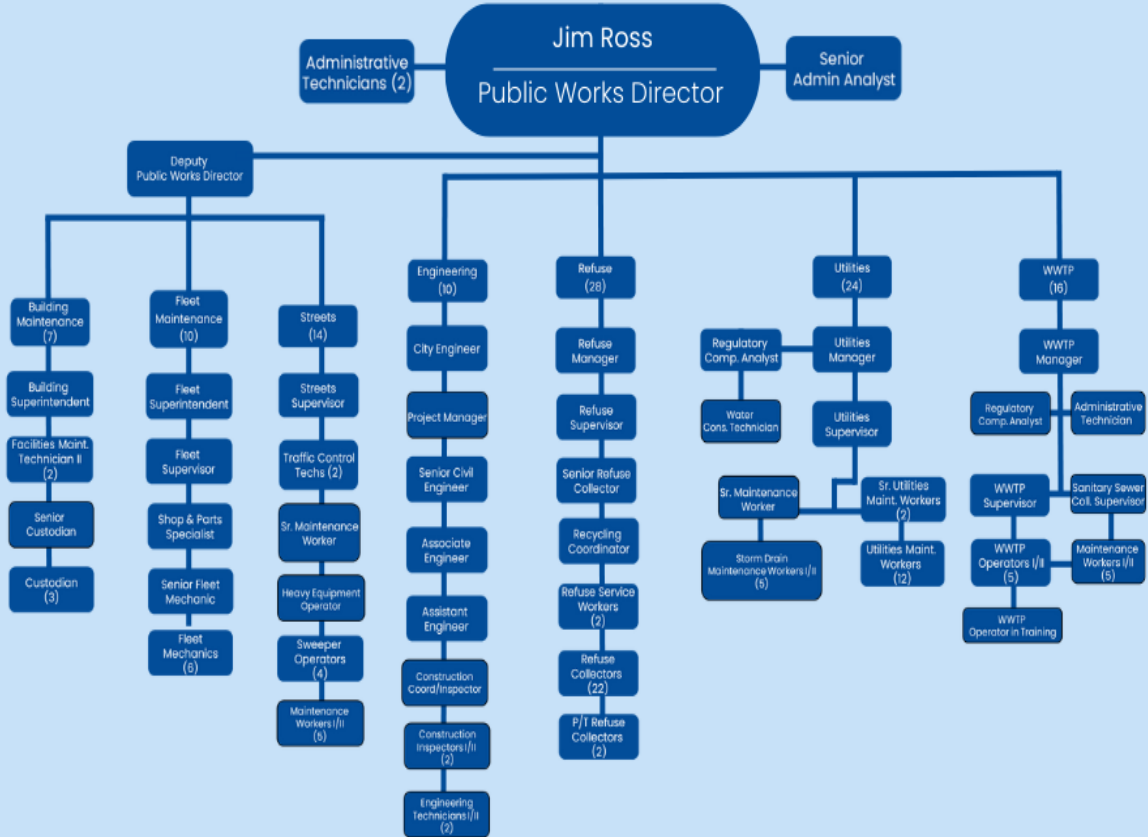 Jim Ross
Public Works Director
Administrative
Technicians (2)
Senior
Admin Analyst
Deputy
Public Works Director
Building
Maintenance
(7)
Building
Superintendent
Facilities Maint.
Technician II
(2)
Senior
Custodian
Custodian
(3)
Fleet
Maintenance
(10)
Fleet
Superintendent
Fleet
Supervisor
Shop & Parts
Specialist
Senior Fleet
Mechanic
Fleet
Mechanics
(6)
Streets
(14)
Streets
Supervisor
Traffic Control
Techs (2)
Sr. Maintenance
Worker
Heavy Equipment
Operator
Sweeper
Operators
(4)
Maintenance
Workers I/II
(5)
Engineering
(10)
City Engineer
Project Manager
Senior Civil
Engineer
Associate
Engineer
Assistant
Engineer
Construction
Coord/Inspector
Construction
Inspectors I/II
(2)
Engineering
Technicians I/II
(2)
Refuse
(28)
Refuse
Manager
Refuse
Supervisor
Senior Refuse
Collector
Recycling
Coordinator
Refuse Service
Workers
(2)
Refuse
Collectors
(22)
P/T Refuse
Collectors
(2)
Utilities
(24)
Utilities
Manager
Regulatory
Comp. Analyst
Water
Cons. Technician
Utilities
Supervisor
Sr. Maintenance
Worker
Storm Drain
Maintenance Workers I/II
(5)
Sr. Utilities
Maint. Workers
(2)
Utilities Maint.
Workers
(12)
WWTP
(16)
WWTP
Manager
Regulatory
Comp. Analyst
Administrative
Technician
WWTP
Supervisor
Sanitary Sewer
Coll. Supervisor
WWTP
Operators I/II
(5)
Maintenance
Workers I/II
(5)
WWTP
Operator in Training